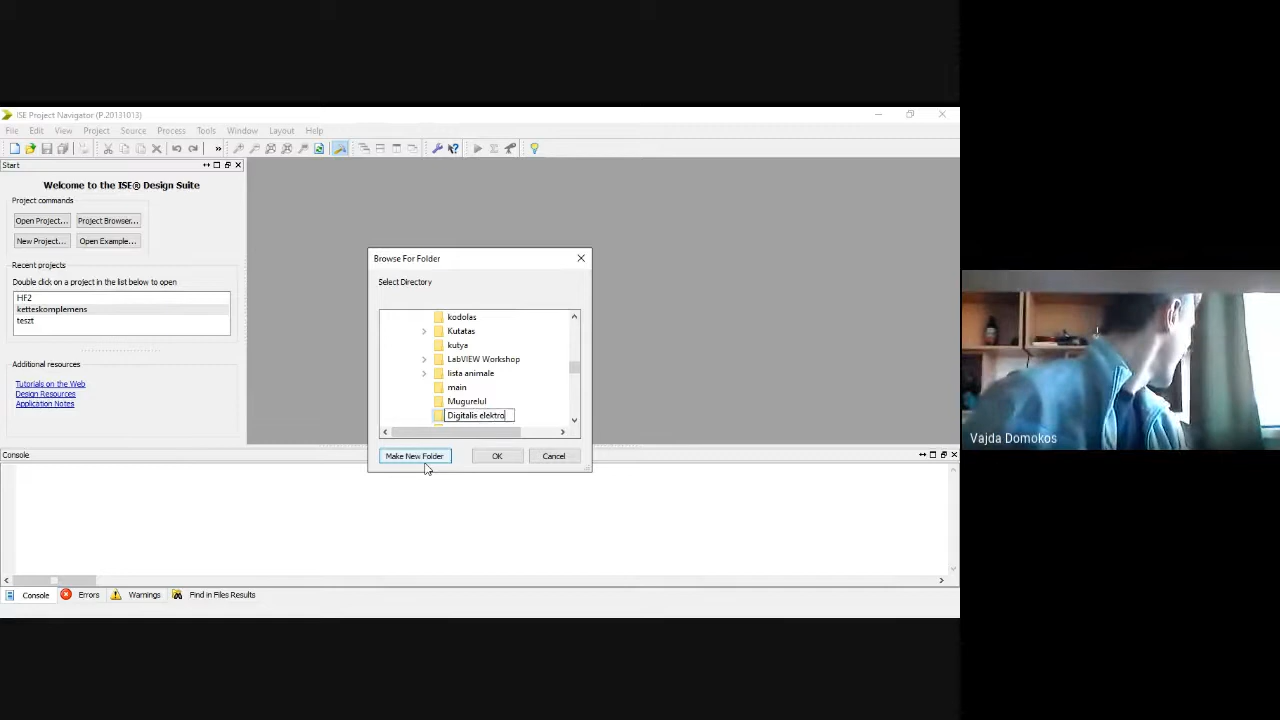 ISE Project Navigator (P.20131013)
File Edit View Project Source Process Tools Window Layout Help
»
Start
Welcome to the ISE® Design Suite
Project commands
Open Project... Project Browser...
New Project... Open Example...
Recent projects
Double click on a project in the list below to open
HF2
ketteskomplemens
teszt
Additional resources
Tutorials on the Web
Design Resources
Application Notes
Browse For Folder
Select Directory
kodolas
Kutatas
kutya
LabVIEW Workshop
lista animale
main
Mugurelul
Digitalis elektro
Make New Folder OK Cancel
Console
Console Errors Warnings Find in Files Results
Vajda Domokos